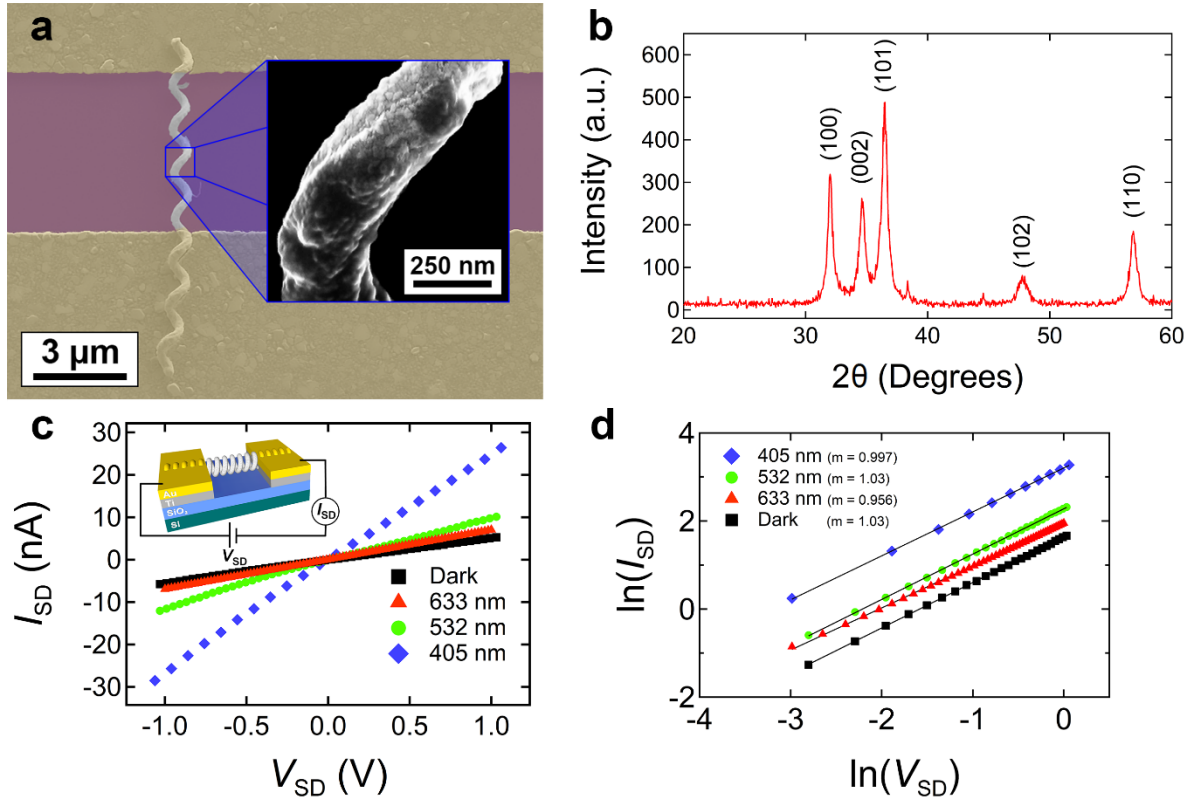 a
250 nm
3 µm
b
Intensity (a.u.)
600
500
400
300
200
100
0
(100)
(002)
(101)
(102)
(110)
20
30
40
50
60
2θ (Degrees)
c
I_SD (nA)
30
20
10
0
-10
-20
-30
Au
Ti
SiOₓ
Si
I_SD
V_SD
Dark
633 nm
532 nm
405 nm
-1.0
-0.5
0.0
0.5
1.0
V_SD (V)
d
ln(I_SD)
4
2
0
-2
405 nm (m = 0.997)
532 nm (m = 1.03)
633 nm (m = 0.956)
Dark (m = 1.03)
-4
-3
-2
-1
0
ln(V_SD)